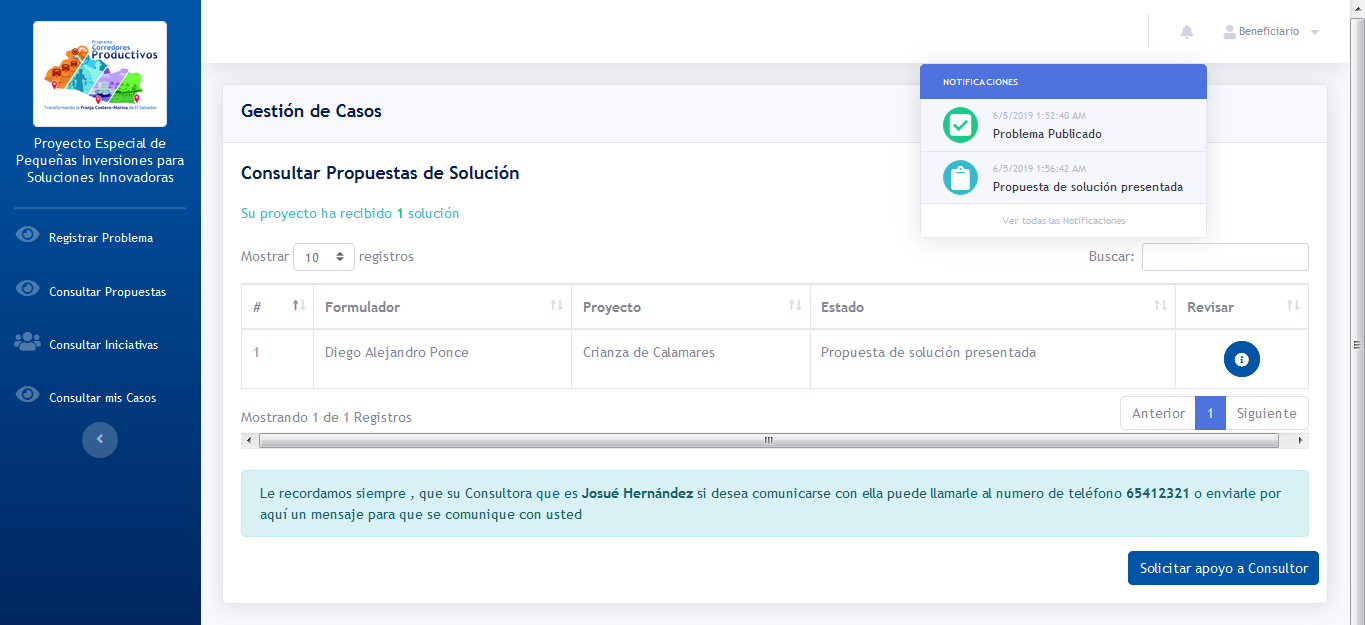 Programa
Corredores
Productivos
Transformando la Franja Costero-Marina de El Salvador
Proyecto Especial de
Pequeñas Inversiones para
Soluciones Innovadoras
Registrar Problema
Consultar Propuestas
Consultar Iniciativas
Consultar mis Casos
Beneficiario
NOTIFICACIONES
6/5/2019 1:52:40 AM
Problema Publicado
6/5/2019 1:56:42 AM
Propuesta de solución presentada
Ver todas las Notificaciones
Gestión de Casos
Consultar Propuestas de Solución
Su proyecto ha recibido 1 solución
Mostrar 10 registros
Buscar:
# Formulador Proyecto Estado Revisar
1 Diego Alejandro Ponce Crianza de Calamares Propuesta de solución presentada
Mostrando 1 de 1 Registros
Anterior 1 Siguiente
Le recordamos siempre , que su Consultora que es Josué Hernández si desea comunicarse con ella puede llamarle al numero de teléfono 65412321 o enviarle por
aquí un mensaje para que se comunique con usted
Solicitar apoyo a Consultor